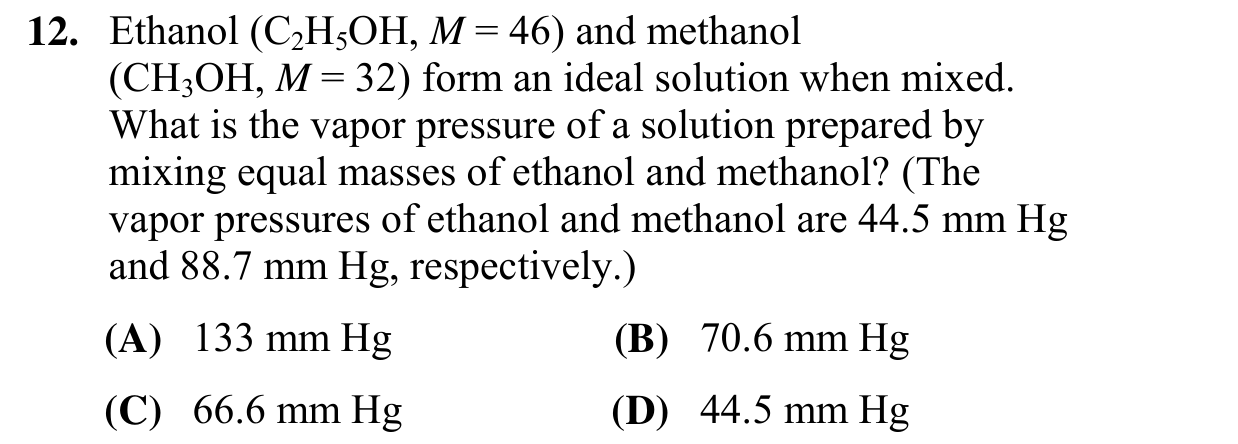 12. Ethanol (C₂H₅OH, M = 46) and methanol
(CH₃OH, M = 32) form an ideal solution when mixed.
What is the vapor pressure of a solution prepared by
mixing equal masses of ethanol and methanol? (The
vapor pressures of ethanol and methanol are 44.5 mm Hg
and 88.7 mm Hg, respectively.)
(A) 133 mm Hg (B) 70.6 mm Hg
(C) 66.6 mm Hg (D) 44.5 mm Hg